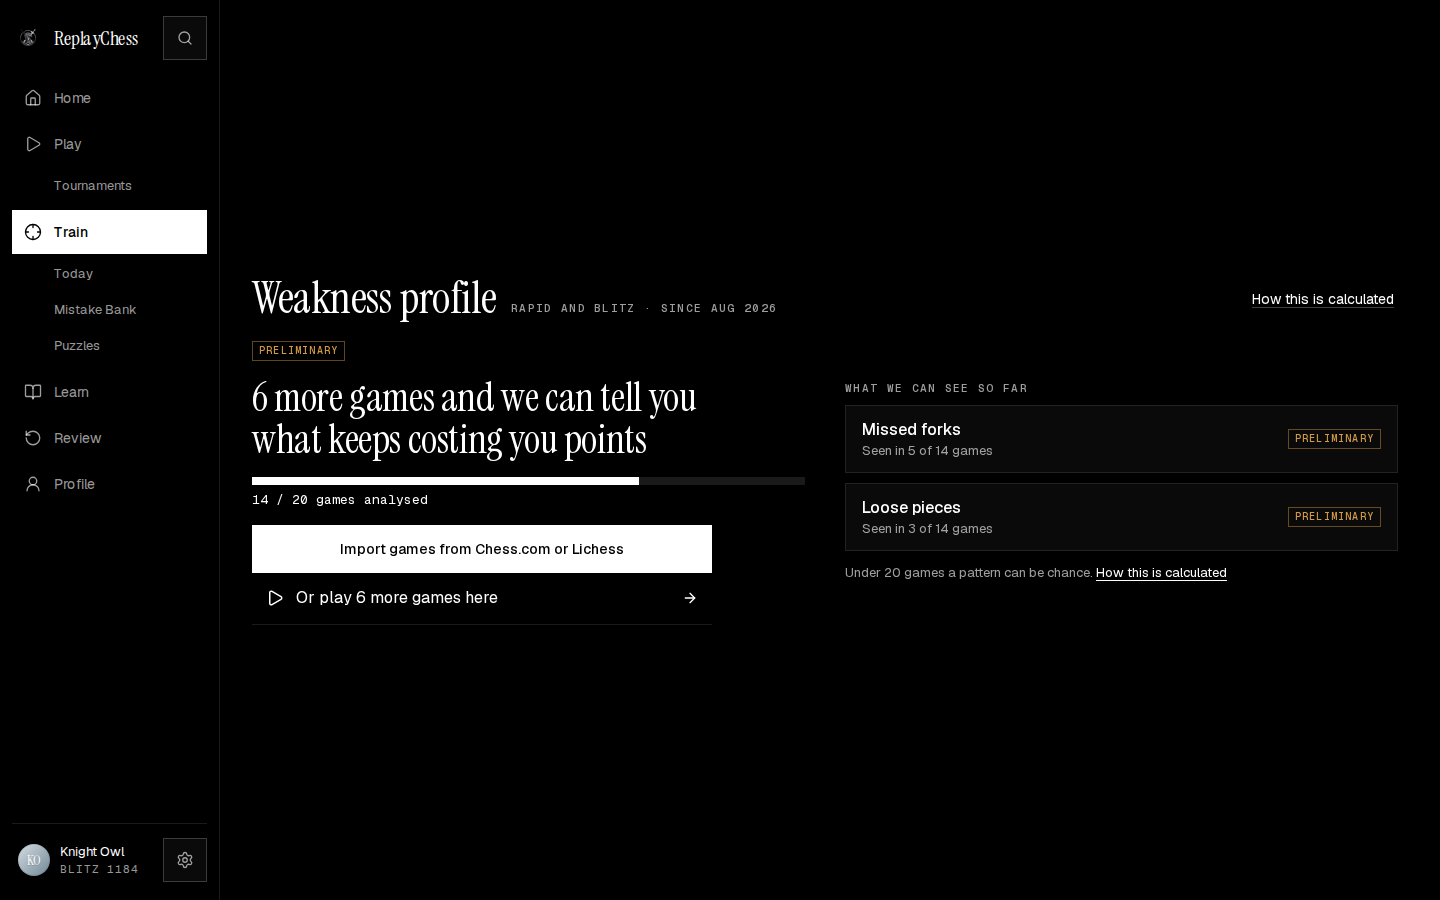 ReplayChess
Home
Play
Tournaments
Train
Today
Mistake Bank
Puzzles
Learn
Review
Profile
KO
Knight Owl
BLITZ 1184
Weakness profile
RAPID AND BLITZ · SINCE AUG 2026
How this is calculated
PRELIMINARY
6 more games and we can tell you
what keeps costing you points
14 / 20 games analysed
Import games from Chess.com or Lichess
Or play 6 more games here
WHAT WE CAN SEE SO FAR
Missed forks
Seen in 5 of 14 games
PRELIMINARY
Loose pieces
Seen in 3 of 14 games
PRELIMINARY
Under 20 games a pattern can be chance. How this is calculated